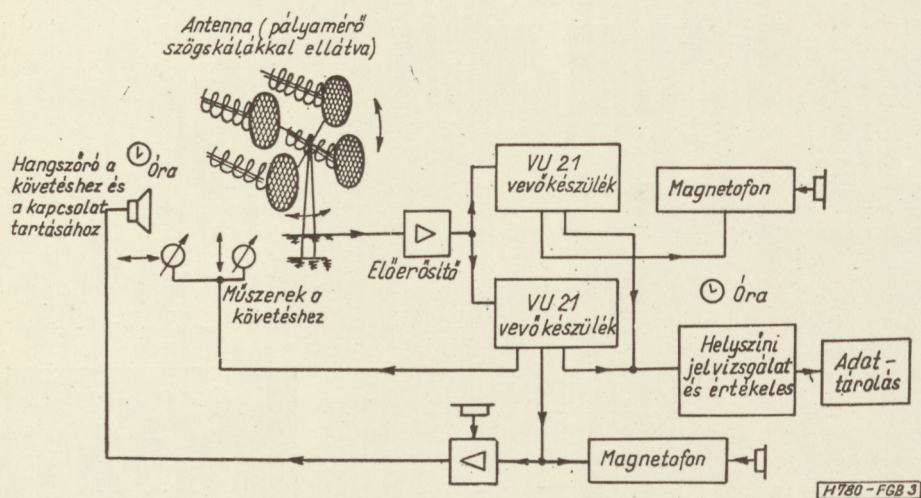 Antenna (pályamérő
szögskálákkal ellátva)
Hangszóró a
követéshez és
a kapcsolat
tartásához
Óra
Műszerek a
követéshez
Előerősítő
VU 21
vevőkészülék
Magnetofon
VU 21
vevőkészülék
Óra
Helyszíni
jelvizsgálat
és értékeles
Adat-
tárolás
Magnetofon
H780-FGB 3